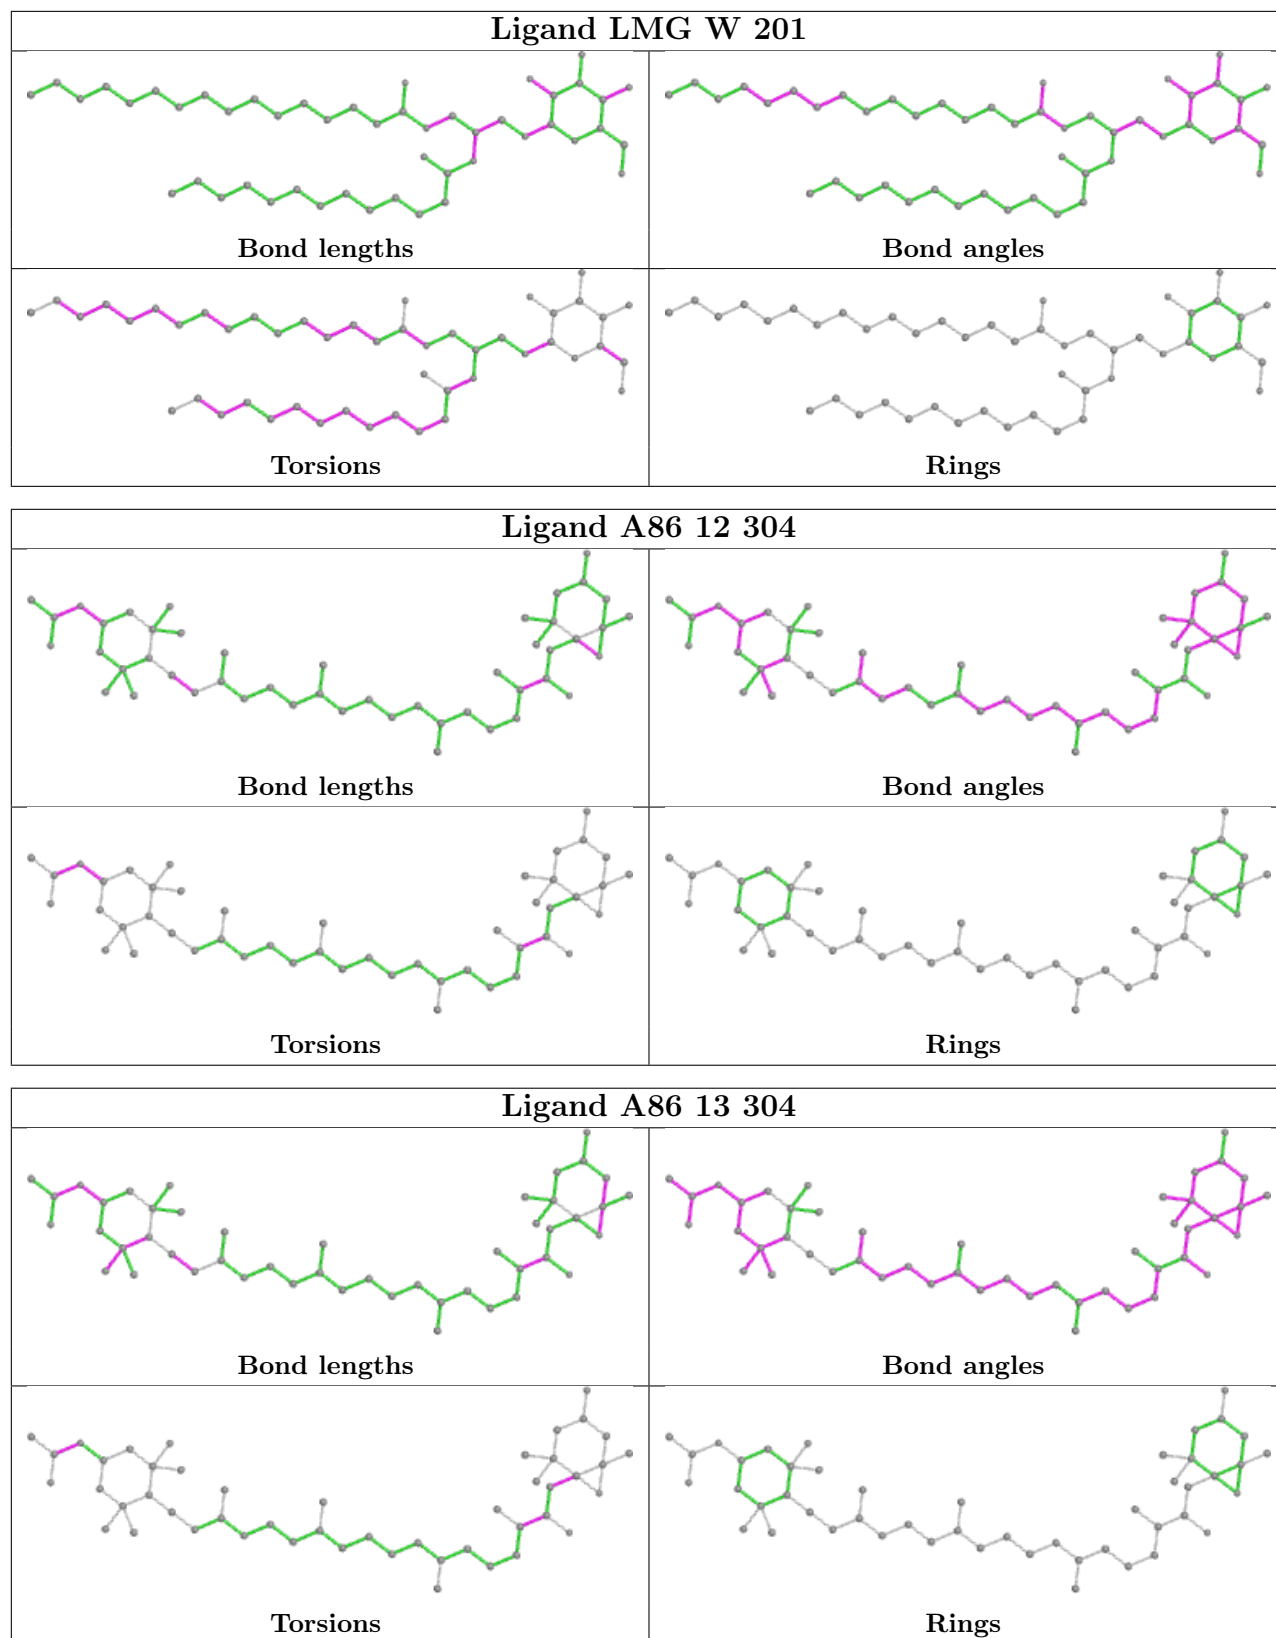 Ligand LMG W 201
Bond lengths
Bond angles
Torsions
Rings
Ligand A86 12 304
Bond lengths
Bond angles
Torsions
Rings
Ligand A86 13 304
Bond lengths
Bond angles
Torsions
Rings